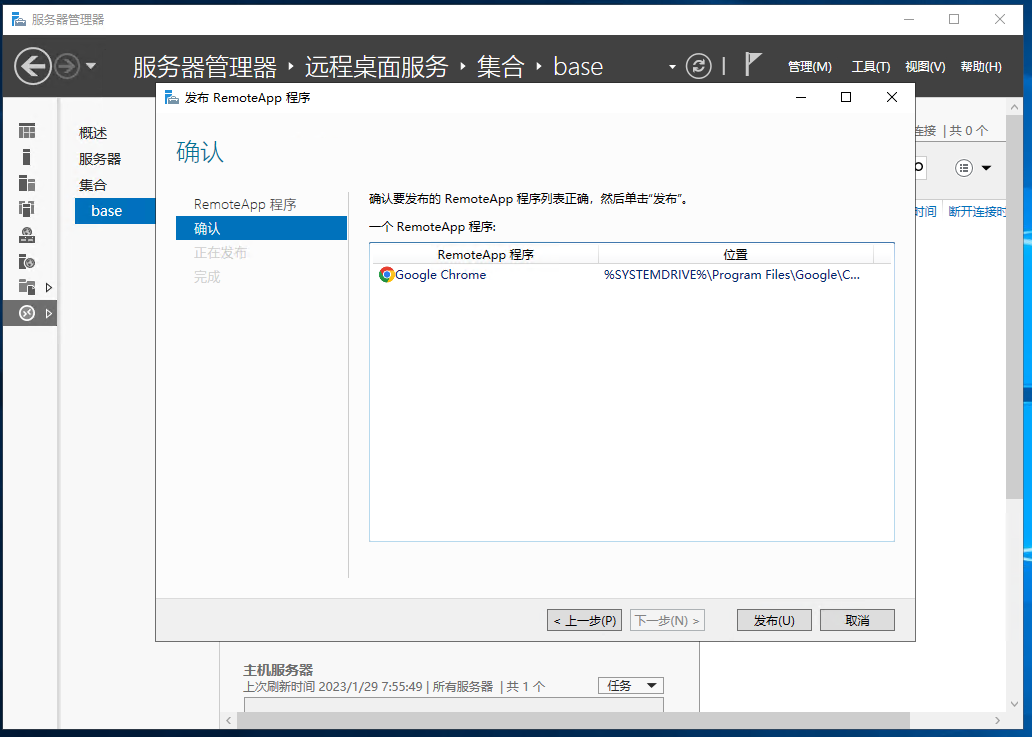 服务器管理器
服务器管理器 ‣ 远程桌面服务 ‣ 集合 ‣ base
管理(M) 工具(T) 视图(V) 帮助(H)
发布 RemoteApp 程序
概述
服务器
集合
base
连接 | 共 0 个
时间 断开连接时
确认
RemoteApp 程序
确认
正在发布
完成
确认要发布的 RemoteApp 程序列表正确，然后单击“发布”。
一个 RemoteApp 程序:
RemoteApp 程序 位置
Google Chrome %SYSTEMDRIVE%\Program Files\Google\C...
< 上一步(P) 下一步(N) > 发布(U) 取消
主机服务器
上次刷新时间 2023/1/29 7:55:49 | 所有服务器 | 共 1 个
任务